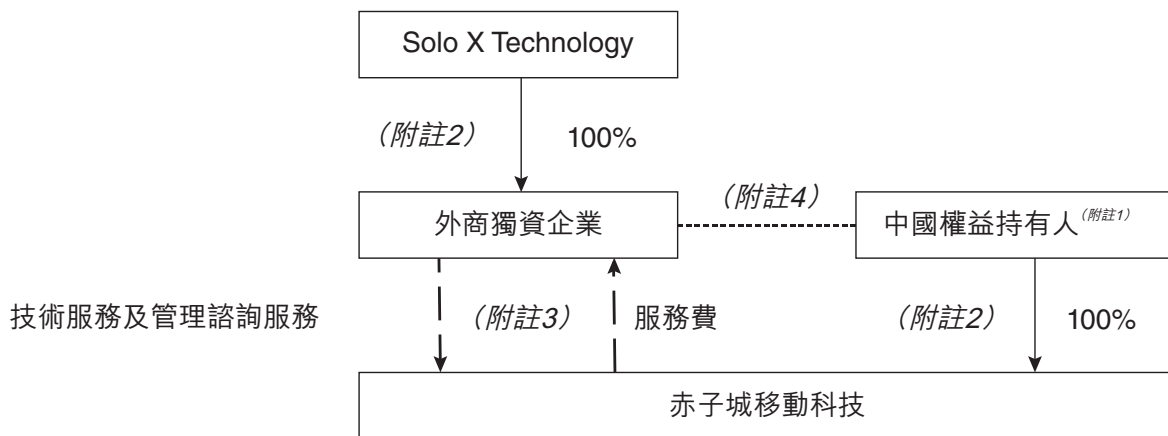 Solo X Technology
（附註2） 100%
外商獨資企業
（附註4）
中國權益持有人（附註1）
技術服務及管理諮詢服務
（附註3）
服務費
（附註2） 100%
赤子城移動科技